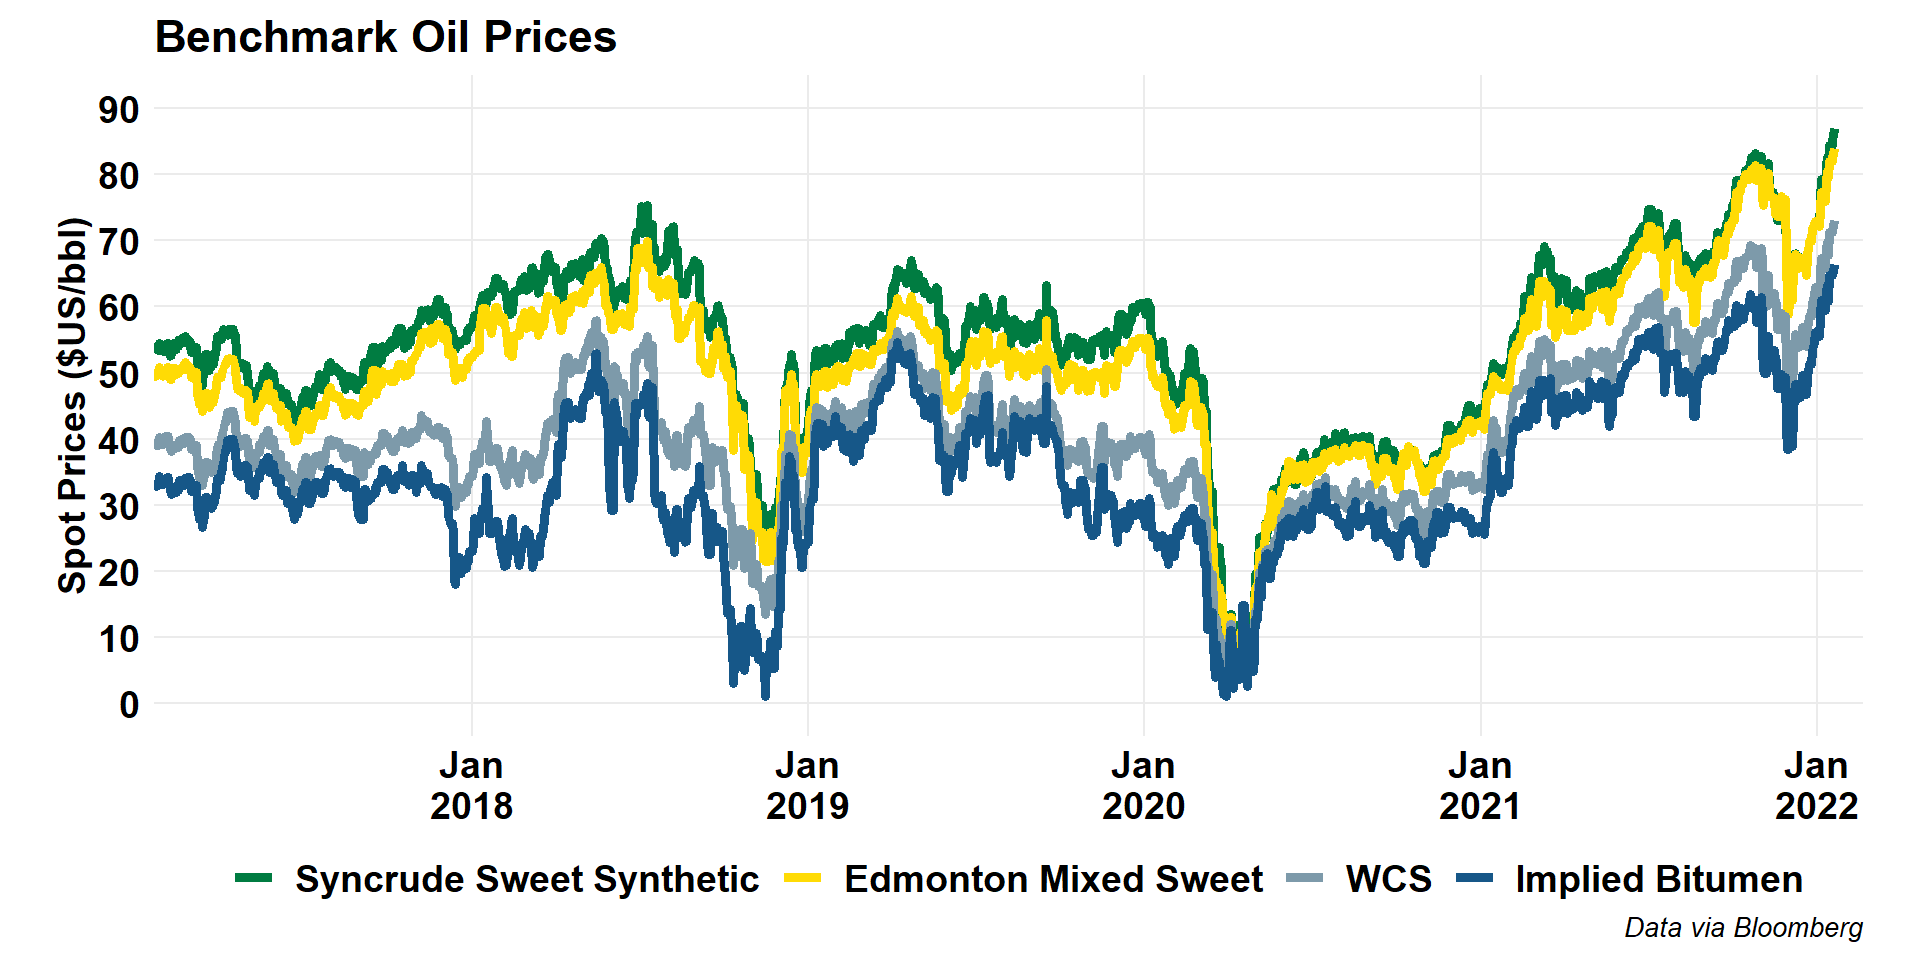 Benchmark Oil Prices
Spot Prices ($US/bbl)
90
80
70
60
50
40
30
20
10
0
Jan 2018
Jan 2019
Jan 2020
Jan 2021
Jan 2022
Syncrude Sweet Synthetic
Edmonton Mixed Sweet
WCS
Implied Bitumen
Data via Bloomberg